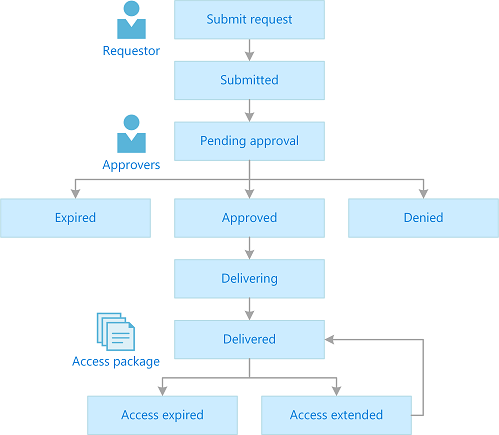 Submit request
Requestor
Submitted
Pending approval
Approvers
Expired
Approved
Denied
Delivering
Delivered
Access package
Access expired
Access extended